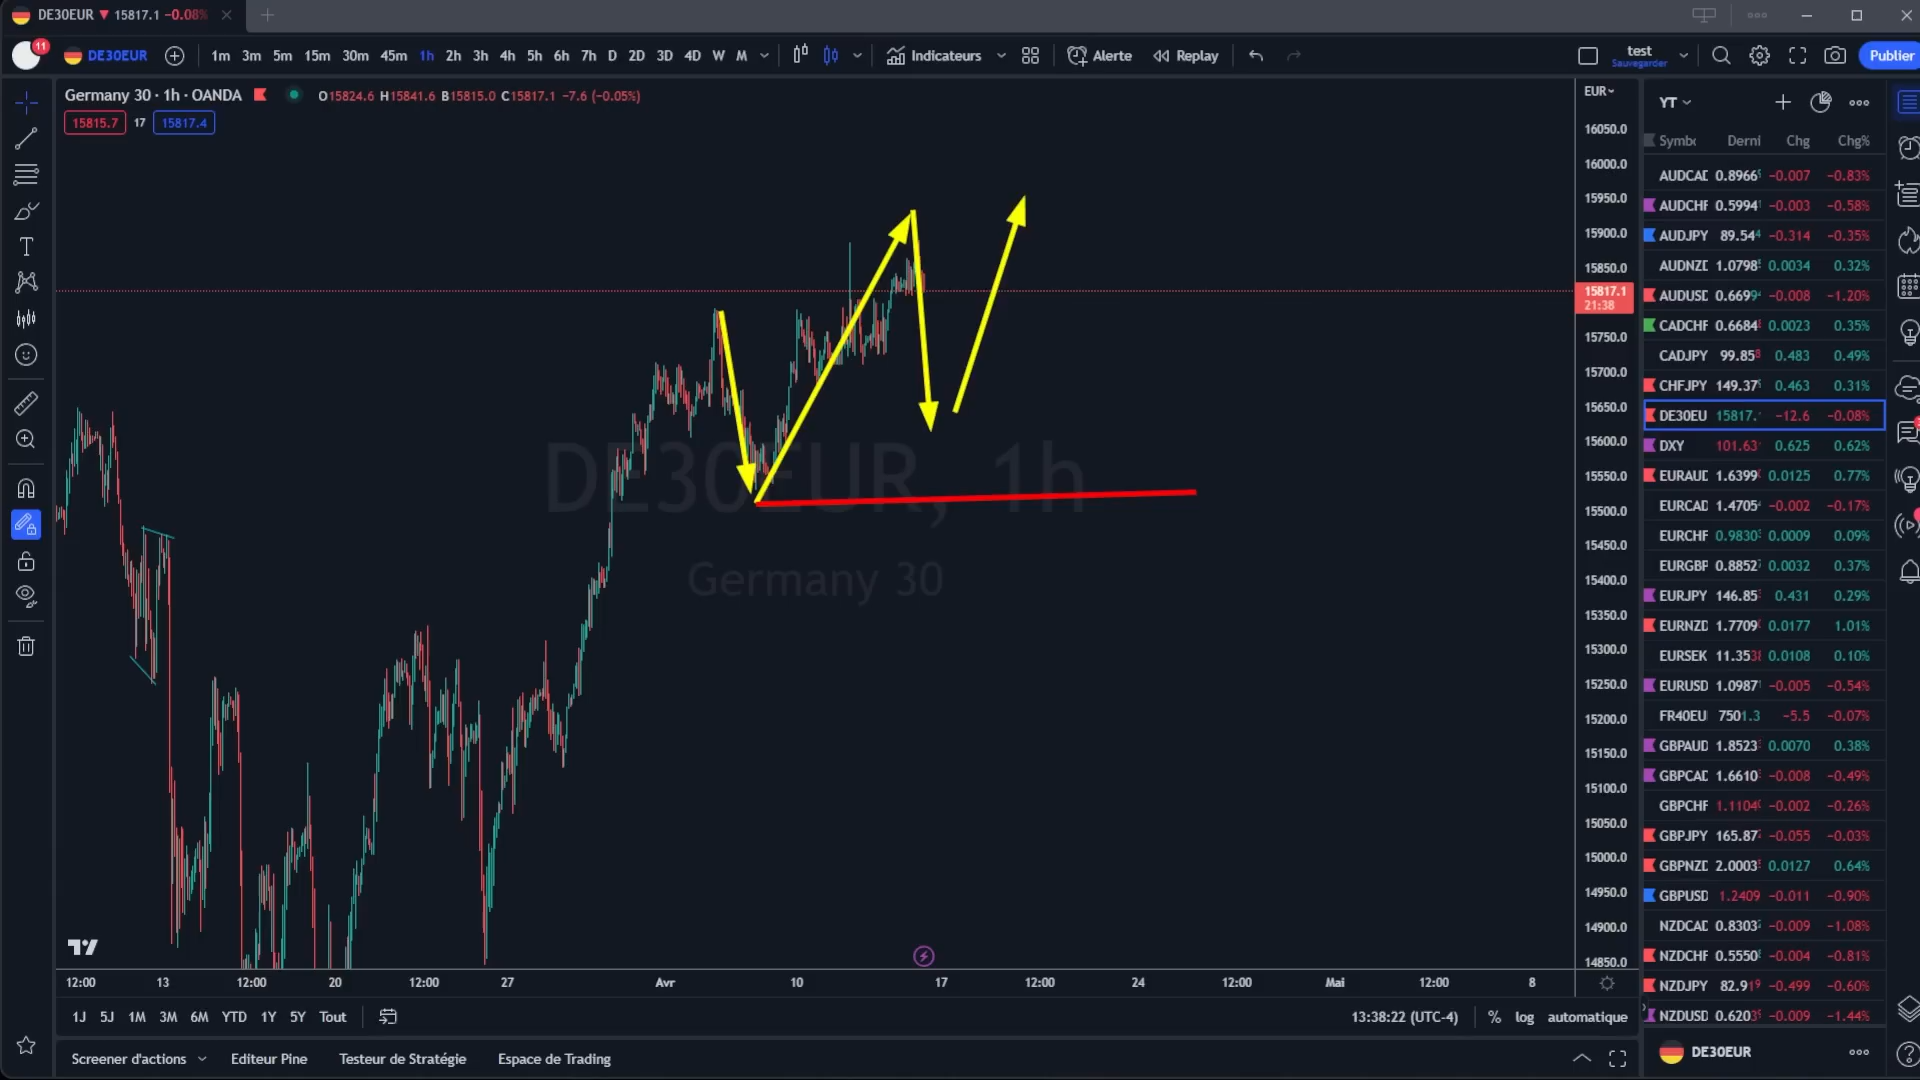 DE30EUR ▼ 15817.1 −0.08%
11
DE30EUR 1m 3m 5m 15m 30m 45m 1h 2h 3h 4h 5h 6h 7h D 2D 3D 4D W M Indicateurs Alerte Replay test Sauvegarder Publier
Germany 30 · 1h · OANDA O15824.6 H15841.6 B15815.0 C15817.1 −7.6 (−0.05%)
15815.7 17 15817.4
EUR
16050.0
16000.0
15950.0
15900.0
15850.0
15817.1
21:38
15750.0
15700.0
15650.0
15600.0
15550.0
15500.0
15450.0
15400.0
15350.0
15300.0
15250.0
15200.0
15150.0
15100.0
15050.0
15000.0
14950.0
14900.0
14850.0
DE30EUR, 1h
Germany 30
12:00 13 12:00 20 12:00 27 Avr 10 17 12:00 24 12:00 Mai 12:00 8
1J 5J 1M 3M 6M YTD 1Y 5Y Tout
13:38:22 (UTC-4) % log automatique
Screener d'actions Editeur Pine Testeur de Stratégie Espace de Trading
YT
Symbc Derni Chg Chg%
AUDCAD 0.8966 −0.007 −0.83%
AUDCHF 0.5994 −0.003 −0.58%
AUDJPY 89.544 −0.314 −0.35%
AUDNZD 1.0798 0.0034 0.32%
AUDUSD 0.6699 −0.008 −1.20%
CADCHF 0.6684 0.0023 0.35%
CADJPY 99.858 0.483 0.49%
CHFJPY 149.37 0.463 0.31%
DE30EU 15817. −12.6 −0.08%
DXY 101.63 0.625 0.62%
EURAUD 1.6399 0.0125 0.77%
EURCAD 1.4705 −0.002 −0.17%
EURCHF 0.9830 0.0009 0.09%
EURGBP 0.8852 0.0032 0.37%
EURJPY 146.85 0.431 0.29%
EURNZD 1.7709 0.0177 1.01%
EURSEK 11.353 0.0108 0.10%
EURUSD 1.0987 −0.005 −0.54%
FR40EU 7501.3 −5.5 −0.07%
GBPAUD 1.8523 0.0070 0.38%
GBPCAD 1.6610 −0.008 −0.49%
GBPCHF 1.1104 −0.002 −0.26%
GBPJPY 165.87 −0.055 −0.03%
GBPNZD 2.0003 0.0127 0.64%
GBPUSD 1.2409 −0.011 −0.90%
NZDCAD 0.8303 −0.009 −1.08%
NZDCHF 0.5550 −0.004 −0.81%
NZDJPY 82.919 −0.499 −0.60%
NZDUSD 0.6203 −0.009 −1.44%
DE30EUR